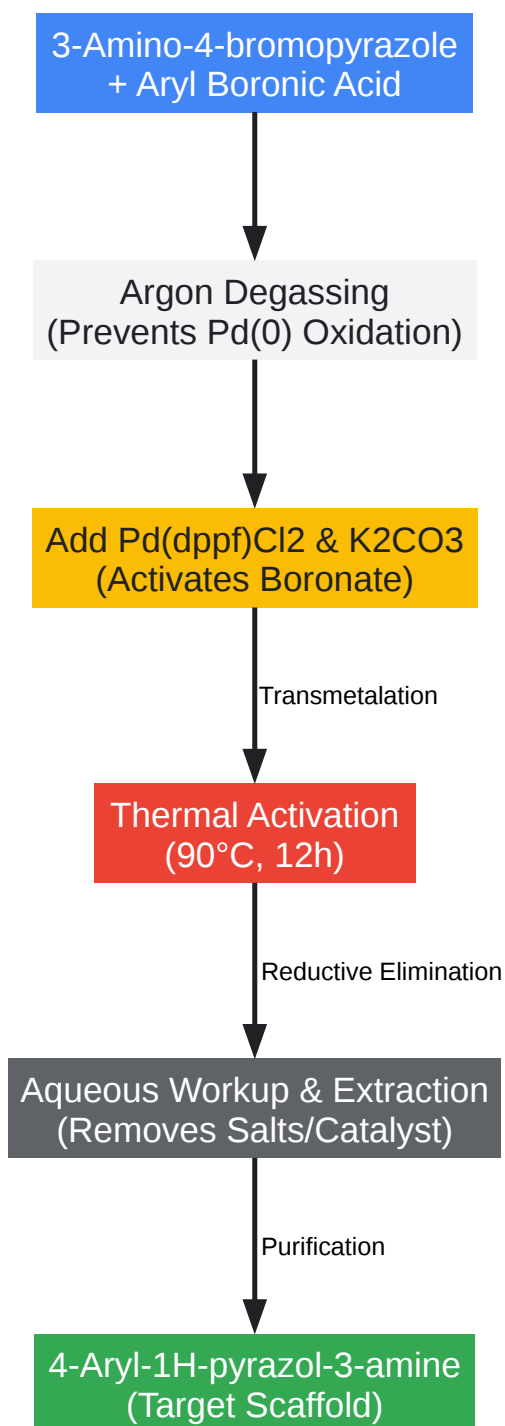 3-Amino-4-bromopyrazole
+ Aryl Boronic Acid
Argon Degassing
(Prevents Pd(0) Oxidation)
Add Pd(dppf)Cl2 & K2CO3
(Activates Boronate)
Transmetalation
Thermal Activation
(90°C, 12h)
Reductive Elimination
Aqueous Workup & Extraction
(Removes Salts/Catalyst)
Purification
4-Aryl-1H-pyrazol-3-amine
(Target Scaffold)